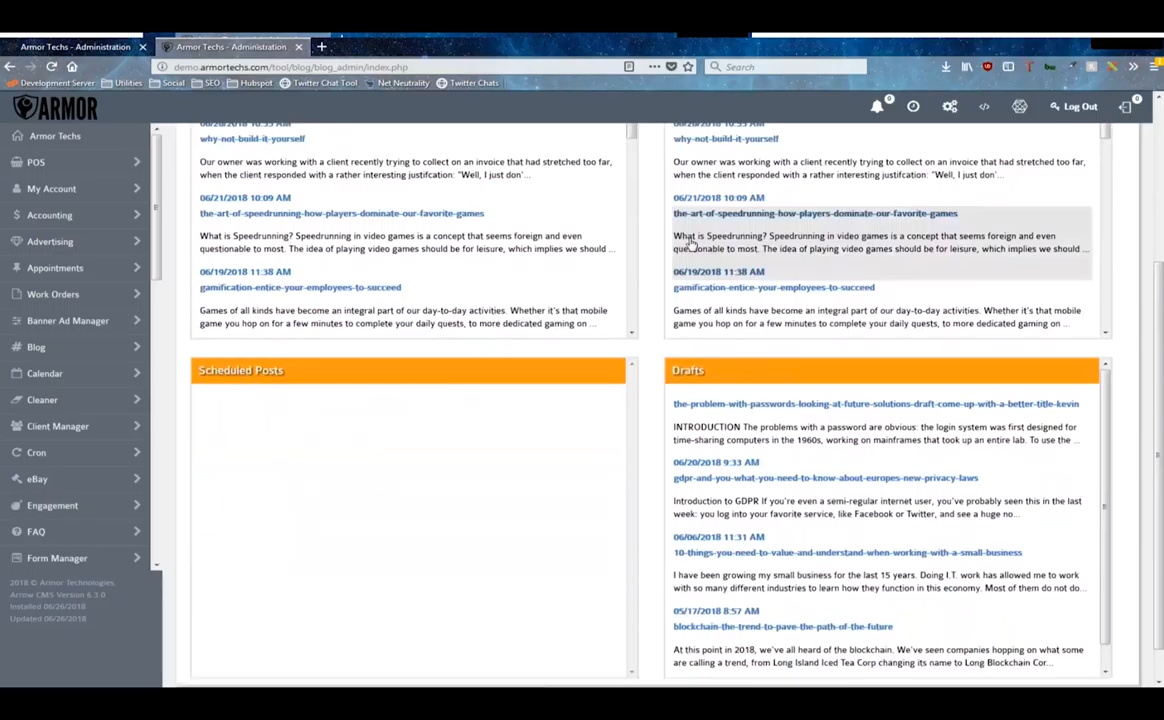 Armor Techs - Administration
Armor Techs - Administration
demo.armortechs.com/tool/blog/blog_admin/index.php
Search
Development Server
Utilities
Social
SEO
Hubspot
Twitter Chat Tool
Net Neutrality
Twitter Chats
ARMOR
0
Log Out
0
Armor Techs
POS
My Account
Accounting
Advertising
Appointments
Work Orders
Banner Ad Manager
Blog
Calendar
Cleaner
Client Manager
Cron
eBay
Engagement
FAQ
Form Manager
2018 © Armor Technologies.
Arrow CMS Version 6.3.0
Installed 06/26/2018
Updated 06/26/2018
why-not-build-it-yourself
Our owner was working with a client recently trying to collect on an invoice that had stretched too far,
when the client responded with a rather interesting justifcation: "Well, I just don'...
06/21/2018 10:09 AM
the-art-of-speedrunning-how-players-dominate-our-favorite-games
What is Speedrunning? Speedrunning in video games is a concept that seems foreign and even
questionable to most. The idea of playing video games should be for leisure, which implies we should ...
06/19/2018 11:38 AM
gamification-entice-your-employees-to-succeed
Games of all kinds have become an integral part of our day-to-day activities. Whether it's that mobile
game you hop on for a few minutes to complete your daily quests, to more dedicated gaming on ...
why-not-build-it-yourself
Our owner was working with a client recently trying to collect on an invoice that had stretched too far,
when the client responded with a rather interesting justifcation: "Well, I just don'...
06/21/2018 10:09 AM
the-art-of-speedrunning-how-players-dominate-our-favorite-games
What is Speedrunning? Speedrunning in video games is a concept that seems foreign and even
questionable to most. The idea of playing video games should be for leisure, which implies we should ...
06/19/2018 11:38 AM
gamification-entice-your-employees-to-succeed
Games of all kinds have become an integral part of our day-to-day activities. Whether it's that mobile
game you hop on for a few minutes to complete your daily quests, to more dedicated gaming on ...
Scheduled Posts
Drafts
the-problem-with-passwords-looking-at-future-solutions-draft-come-up-with-a-better-title-kevin
INTRODUCTION The problems with a password are obvious: the login system was first designed for
time-sharing computers in the 1960s, working on mainframes that took up an entire lab. To use the ...
06/20/2018 9:33 AM
gdpr-and-you-what-you-need-to-know-about-europes-new-privacy-laws
Introduction to GDPR If you're even a semi-regular internet user, you've probably seen this in the last
week: you log into your favorite service, like Facebook or Twitter, and see a huge no...
06/06/2018 11:31 AM
10-things-you-need-to-value-and-understand-when-working-with-a-small-business
I have been growing my small business for the last 15 years. Doing I.T. work has allowed me to work
with so many different industries to learn how they function in this economy. Most of them do not do...
05/17/2018 8:57 AM
blockchain-the-trend-to-pave-the-path-of-the-future
At this point in 2018, we've all heard of the blockchain. We've seen companies hopping on what some
are calling a trend, from Long Island Iced Tea Corp changing its name to Long Blockchain Cor...